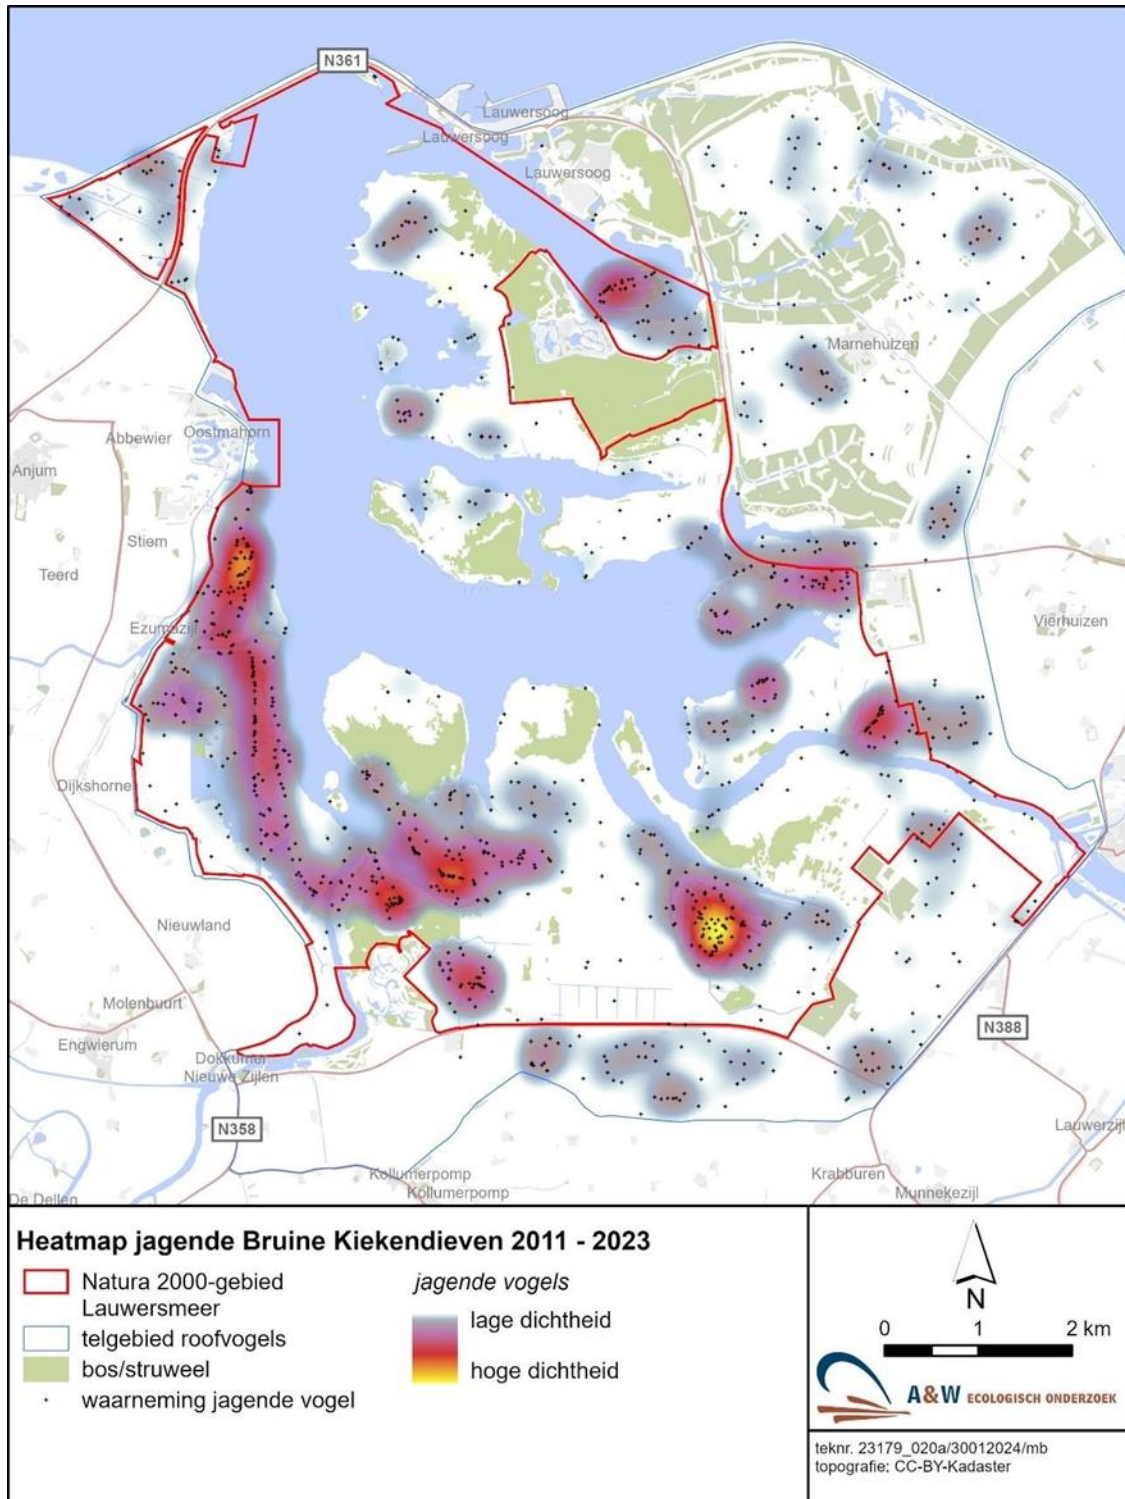 N361
Lauwersoog
Lauwersoog
Lauwersoog
Marnehuizen
Abbewier
Oostmahorn
Anjum
Stiem
Teerd
Ezumazijl
Vierhuizen
Dijkshorne
Nieuwland
Molenbuurt
Engwierum
Dokkumer
Nieuwe Zijlen
N388
N358
Lauwerzijl
Kollumerpomp
Krabburen
De Dellen
Kollumerpomp
Munnekezijl
Heatmap jagende Bruine Kiekendieven 2011 - 2023
Natura 2000-gebied
Lauwersmeer
telgebied roofvogels
bos/struweel
waarneming jagende vogel
jagende vogels
lage dichtheid
hoge dichtheid
N
0 1 2 km
A&W ECOLOGISCH ONDERZOEK
teknr. 23179_020a/30012024/mb
topografie: CC-BY-Kadaster